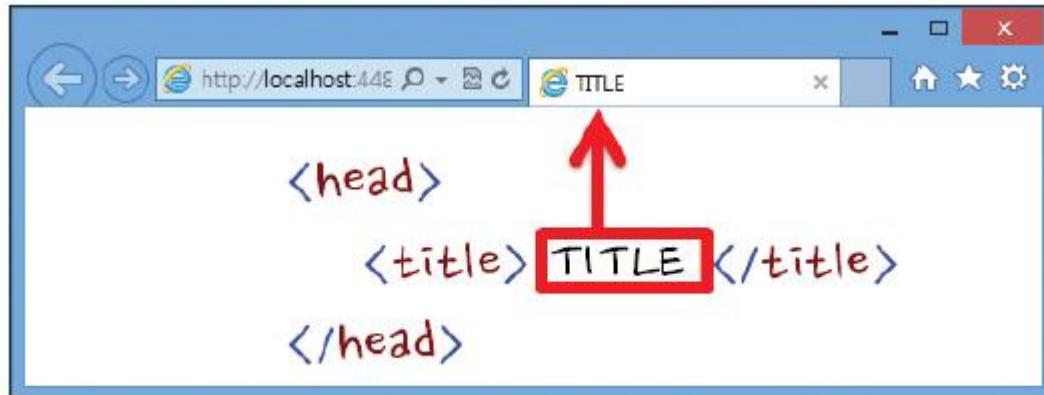 http://localhost:448
TITLE
<head>
<title> TITLE </title>
</head>